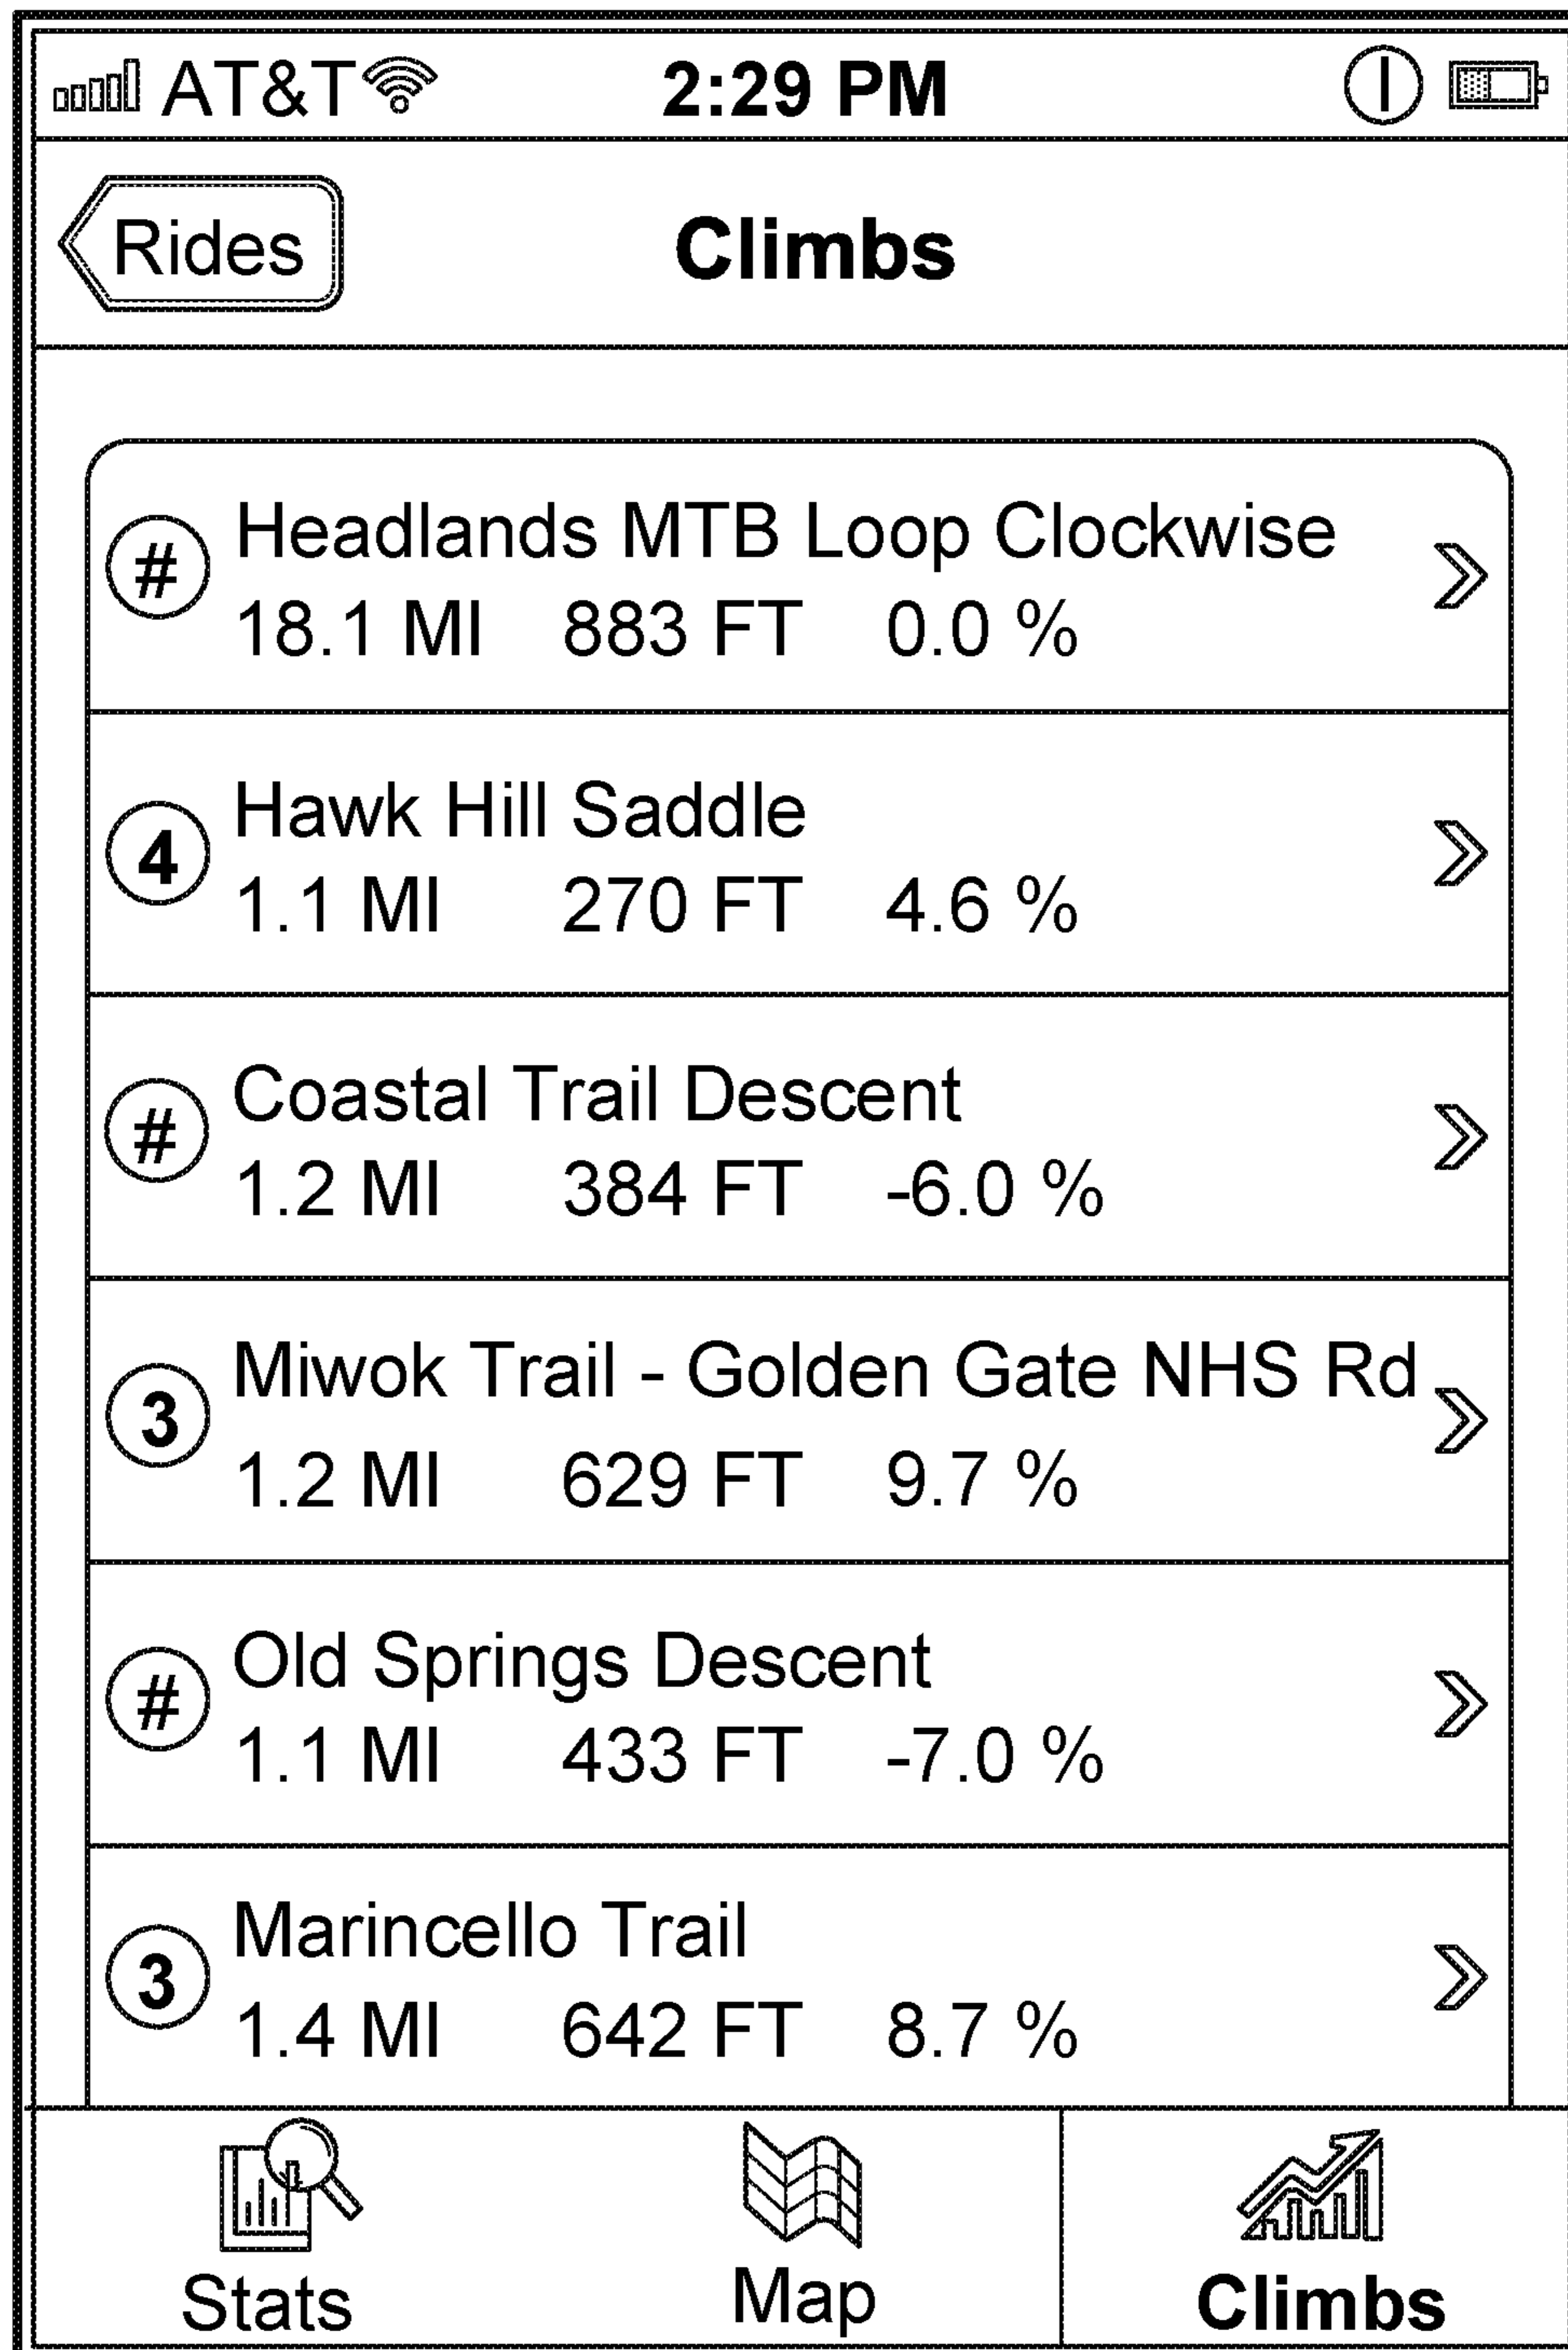 AT&T 2:29 PM
Rides Climbs
# Headlands MTB Loop Clockwise
18.1 MI 883 FT 0.0 %
4 Hawk Hill Saddle
1.1 MI 270 FT 4.6 %
# Coastal Trail Descent
1.2 MI 384 FT -6.0 %
3 Miwok Trail - Golden Gate NHS Rd
1.2 MI 629 FT 9.7 %
# Old Springs Descent
1.1 MI 433 FT -7.0 %
3 Marincello Trail
1.4 MI 642 FT 8.7 %
Stats Map Climbs